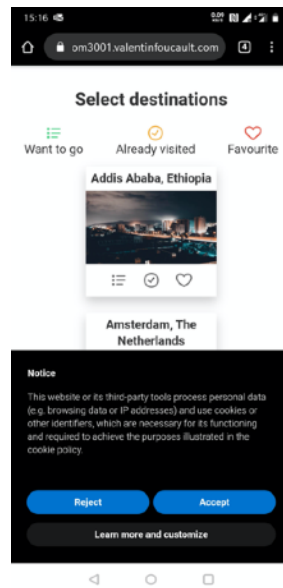 15:16
om3001.valentinfoucault.com
4
Select destinations
Want to go Already visited Favourite
Addis Ababa, Ethiopia
Amsterdam, The
Netherlands
Notice
This website or its third-party tools process personal data
(e.g. browsing data or IP addresses) and use cookies or
other identifiers, which are necessary for its functioning
and required to achieve the purposes illustrated in the
cookie policy.
Reject Accept
Learn more and customize